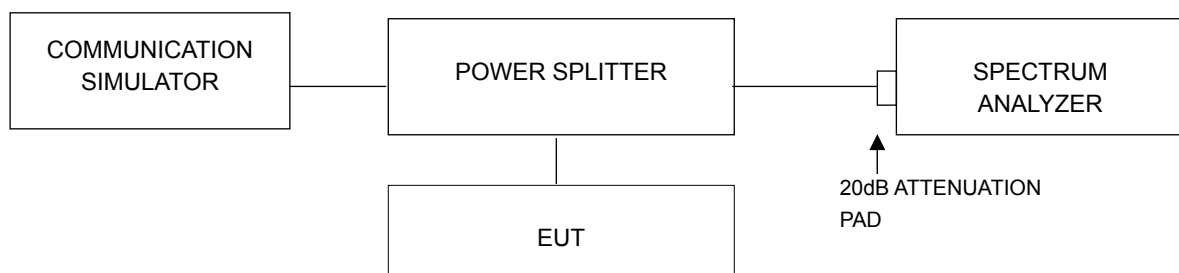 COMMUNICATION
SIMULATOR
POWER SPLITTER
SPECTRUM
ANALYZER
20dB ATTENUATION
PAD
EUT